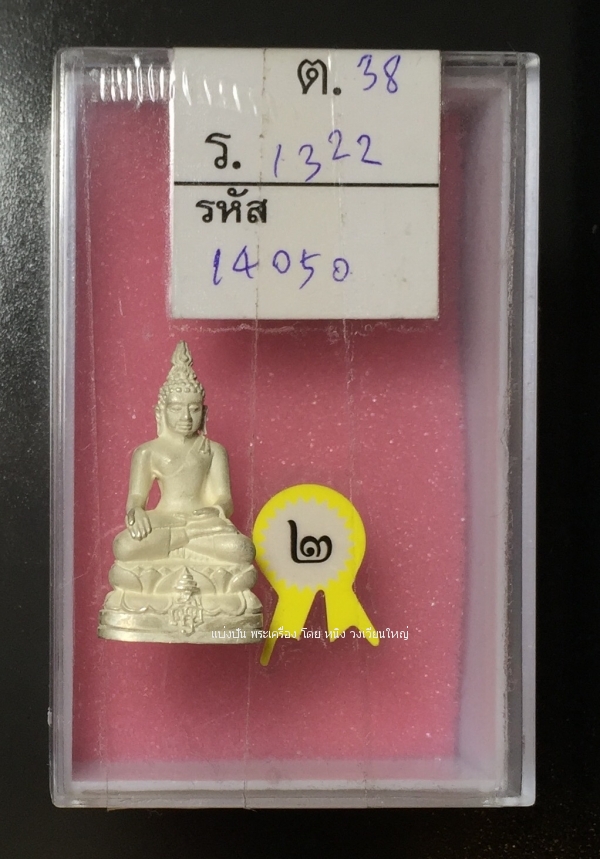 ต. 38
ร. 1322
รหัส
14050
๒
แบ่งปัน พระเครื่อง โดย หนึ่ง วงเวียนใหญ่